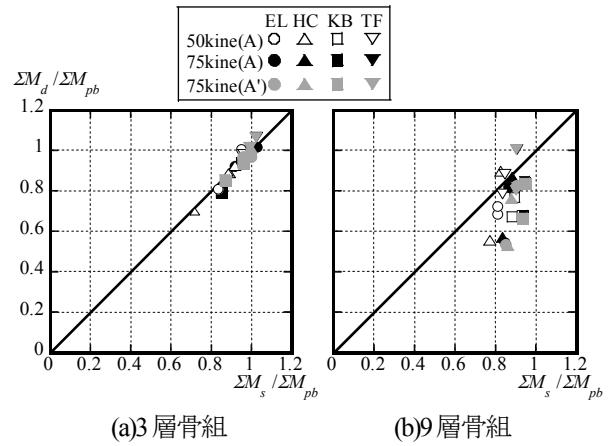 EL HC KB TF
50kine(A)
75kine(A)
75kine(A')
ΣM_d / ΣM_pb
1.2
1
0.8
0.6
0.4
0.2
0
0 0.2 0.4 0.6 0.8 1 1.2
ΣM_s / ΣM_pb
(a)3 層骨組
0 0.2 0.4 0.6 0.8 1 1.2
ΣM_s / ΣM_pb
(b)9 層骨組